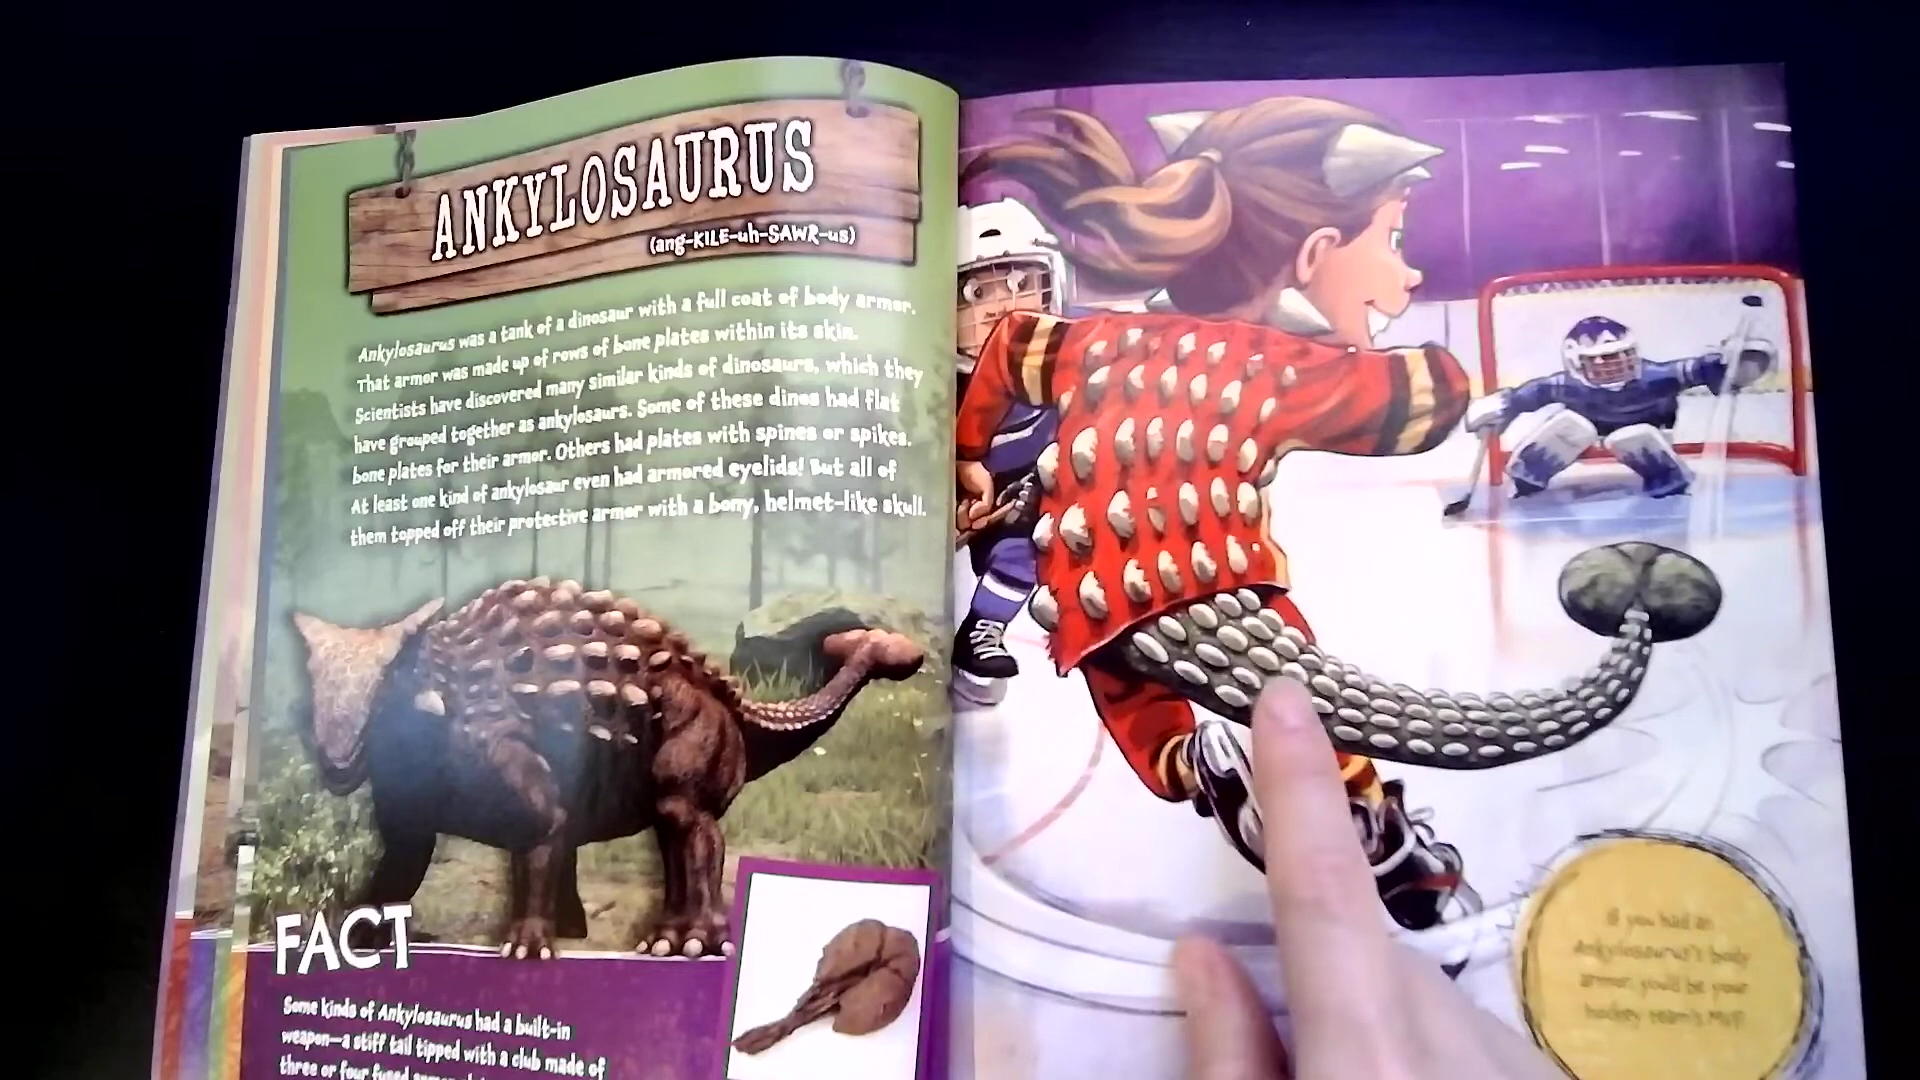 ANKYLOSAURUS
(ang-KILE-uh-SAWR-us)
Ankylosaurus was a tank of a dinosaur with a full coat of body armor.
That armor was made up of rows of bone plates within its skin.
Scientists have discovered many similar kinds of dinosaurs, which they
have grouped together as ankylosaurs. Some of these dinos had flat
bone plates for their armor. Others had plates with spines or spikes.
At least one kind of ankylosaur even had armored eyelids! But all of
them topped off their protective armor with a bony, helmet-like skull.
FACT
Some kinds of Ankylosaurus had a built-in
weapon—a stiff tail tipped with a club made of
three or four fused
If you had an
Ankylosaurus's body
armor, you'd be your
hockey team's MVP!